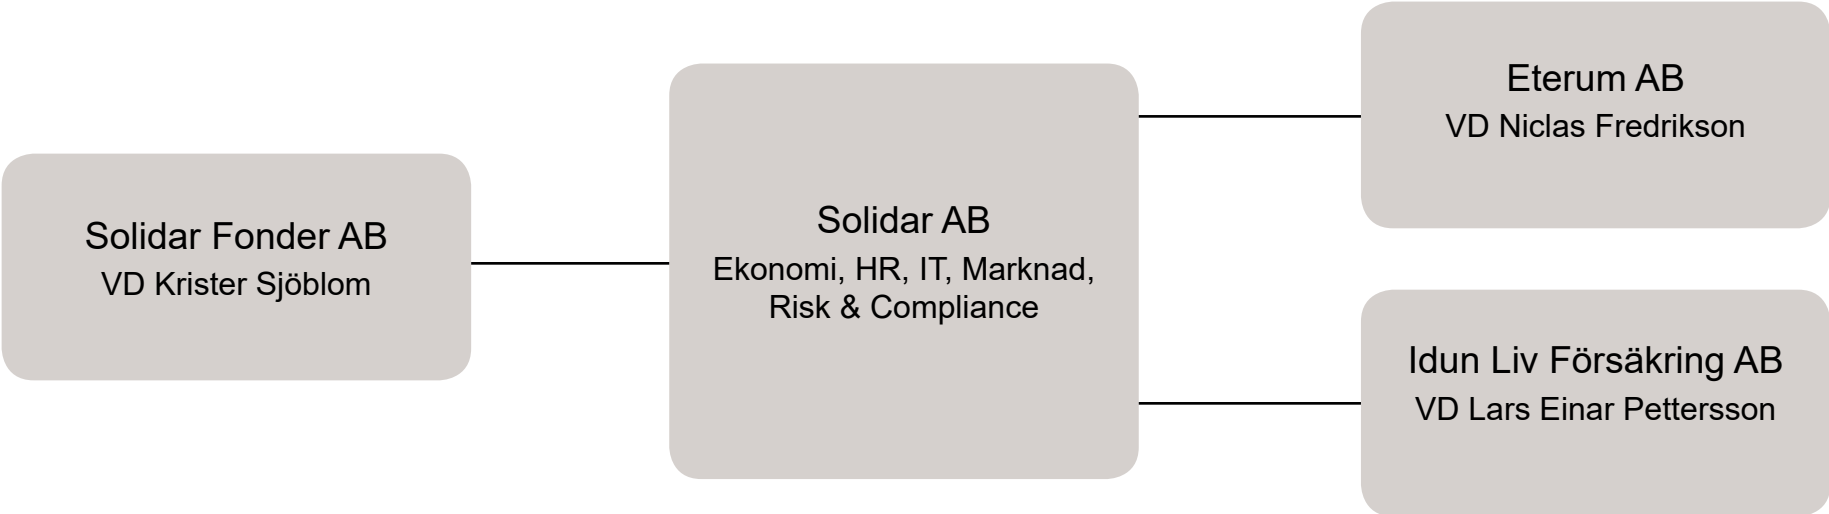 Solidar Fonder AB
VD Krister Sjöblom
Solidar AB
Ekonomi, HR, IT, Marknad,
Risk & Compliance
Eterum AB
VD Niclas Fredrikson
Idun Liv Försäkring AB
VD Lars Einar Pettersson